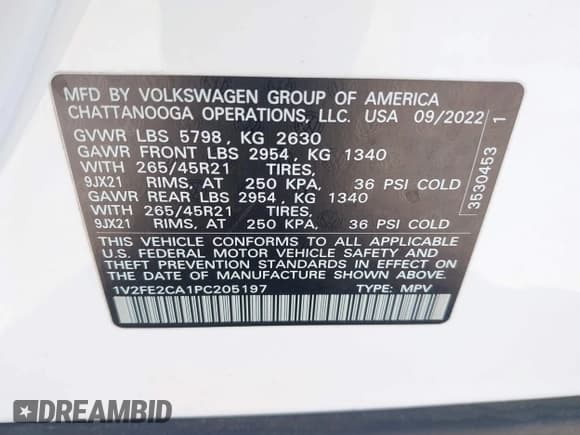 MFD BY VOLKSWAGEN GROUP OF AMERICA
CHATTANOOGA OPERATIONS, LLC. USA 09/2022
GVWR LBS 5798, KG 2630
GAWR FRONT LBS 2954, KG 1340
WITH 265/45R21 TIRES,
9JX21 RIMS, AT 250 KPA, 36 PSI COLD
GAWR REAR LBS 2954, KG 1340
WITH 265/45R21 TIRES,
9JX21 RIMS, AT 250 KPA, 36 PSI COLD
THIS VEHICLE CONFORMS TO ALL APPLICABLE
U.S. FEDERAL MOTOR VEHICLE SAFETY AND
THEFT PREVENTION STANDARDS IN EFFECT
ON THE DATE OF MANUFACTURE SHOWN ABOVE.
1V2FE2CA1PC205197 TYPE: MPV
3530453 1
DREAMBID